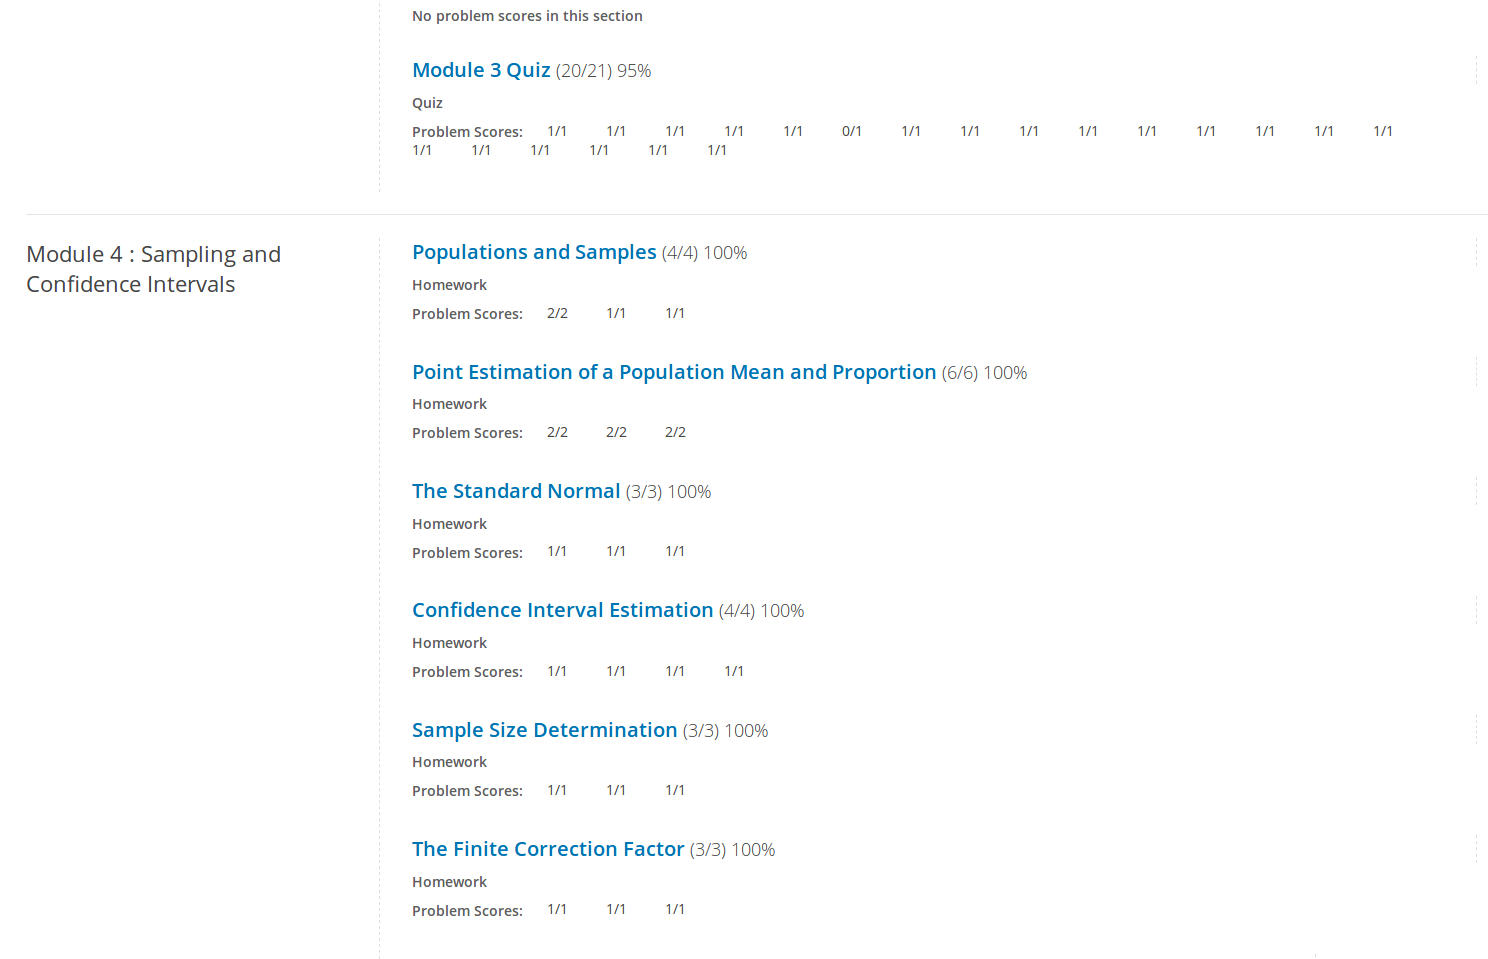 No problem scores in this section
Module 3 Quiz (20/21) 95%
Quiz
Problem Scores: 1/1 1/1 1/1 1/1 1/1 0/1 1/1 1/1 1/1 1/1 1/1 1/1 1/1 1/1 1/1
1/1 1/1 1/1 1/1 1/1 1/1
Module 4 : Sampling and
Confidence Intervals
Populations and Samples (4/4) 100%
Homework
Problem Scores: 2/2 1/1 1/1
Point Estimation of a Population Mean and Proportion (6/6) 100%
Homework
Problem Scores: 2/2 2/2 2/2
The Standard Normal (3/3) 100%
Homework
Problem Scores: 1/1 1/1 1/1
Confidence Interval Estimation (4/4) 100%
Homework
Problem Scores: 1/1 1/1 1/1 1/1
Sample Size Determination (3/3) 100%
Homework
Problem Scores: 1/1 1/1 1/1
The Finite Correction Factor (3/3) 100%
Homework
Problem Scores: 1/1 1/1 1/1